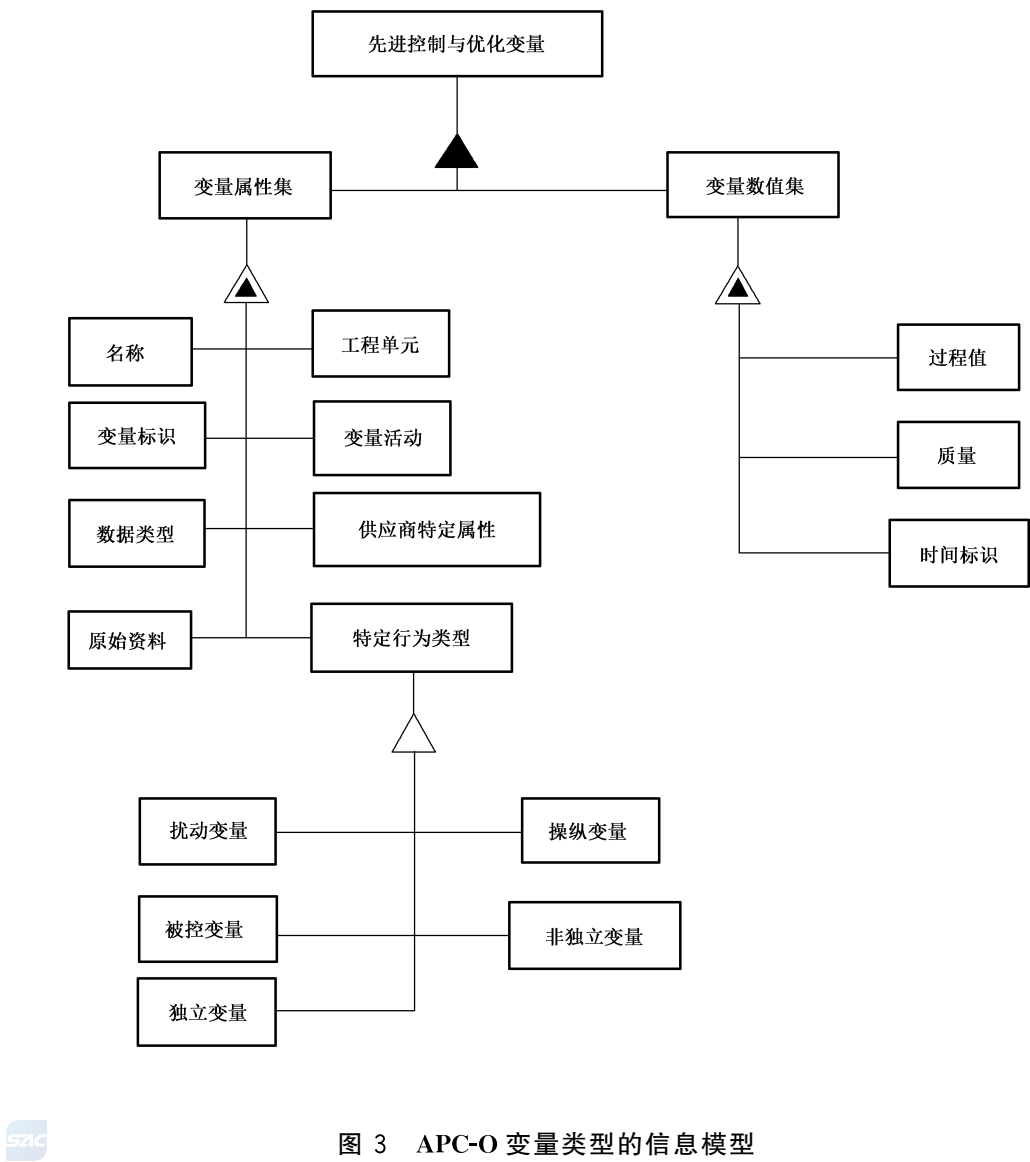 先进控制与优化变量
变量属性集
变量数值集
名称
工程单元
过程值
变量标识
变量活动
质量
数据类型
供应商特定属性
时间标识
原始资料
特定行为类型
扰动变量
操纵变量
被控变量
非独立变量
独立变量
SAC
图 3 APC-O 变量类型的信息模型